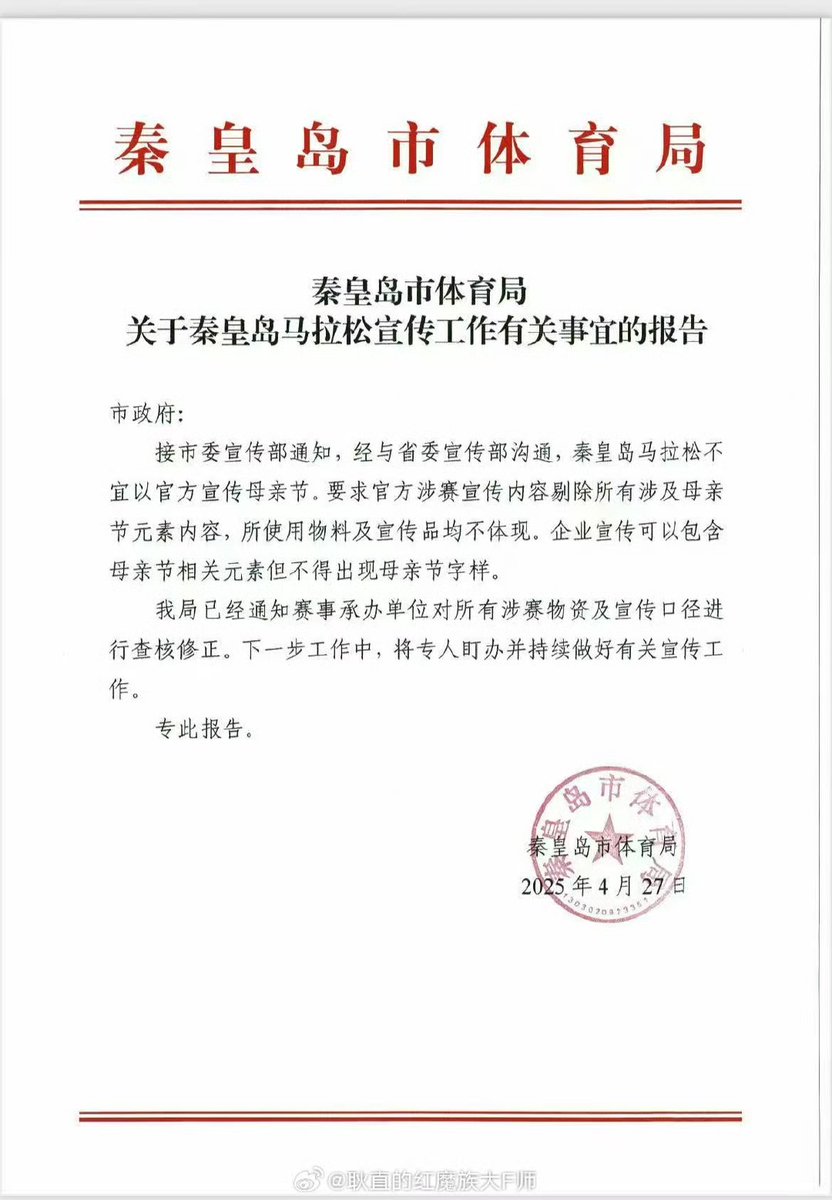 秦皇岛市体育局
秦皇岛市体育局
关于秦皇岛马拉松宣传工作有关事宜的报告
市政府：
接市委宣传部通知，经与省委宣传部沟通，秦皇岛马拉松不
宜以官方宣传母亲节。要求官方涉赛宣传内容剔除所有涉及母亲
节元素内容，所使用物料及宣传品均不体现。企业宣传可以包含
母亲节相关元素但不得出现母亲节字样。
我局已经通知赛事承办单位对所有涉赛物资及宣传口径进
行查核修正。下一步工作中，将专人盯办并持续做好有关宣传工
作。
专此报告。
秦皇岛市体育局
秦皇岛市体育局
2025 年 4 月 27 日
@耿直的红魔族大F师